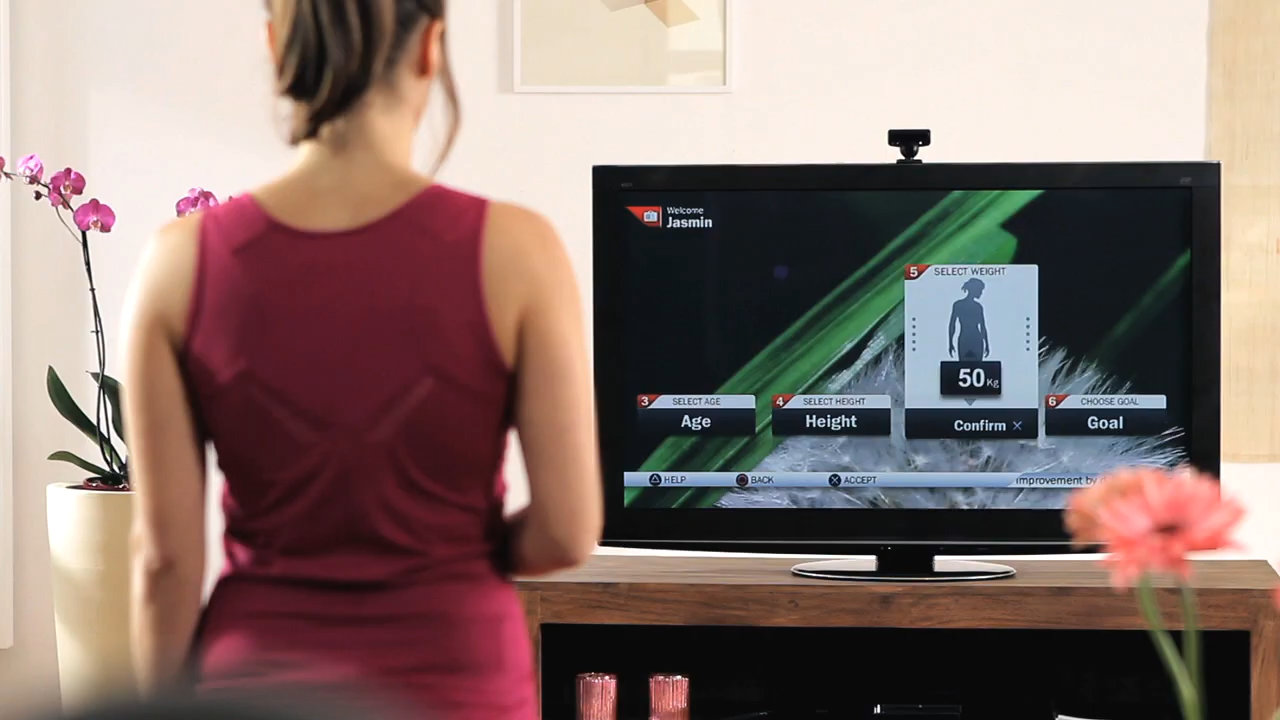 Welcome
Jasmin
5 SELECT WEIGHT
50 Kg
Confirm
3 SELECT AGE
Age
4 SELECT HEIGHT
Height
6 CHOOSE GOAL
Goal
HELP BACK ACCEPT Improvement by